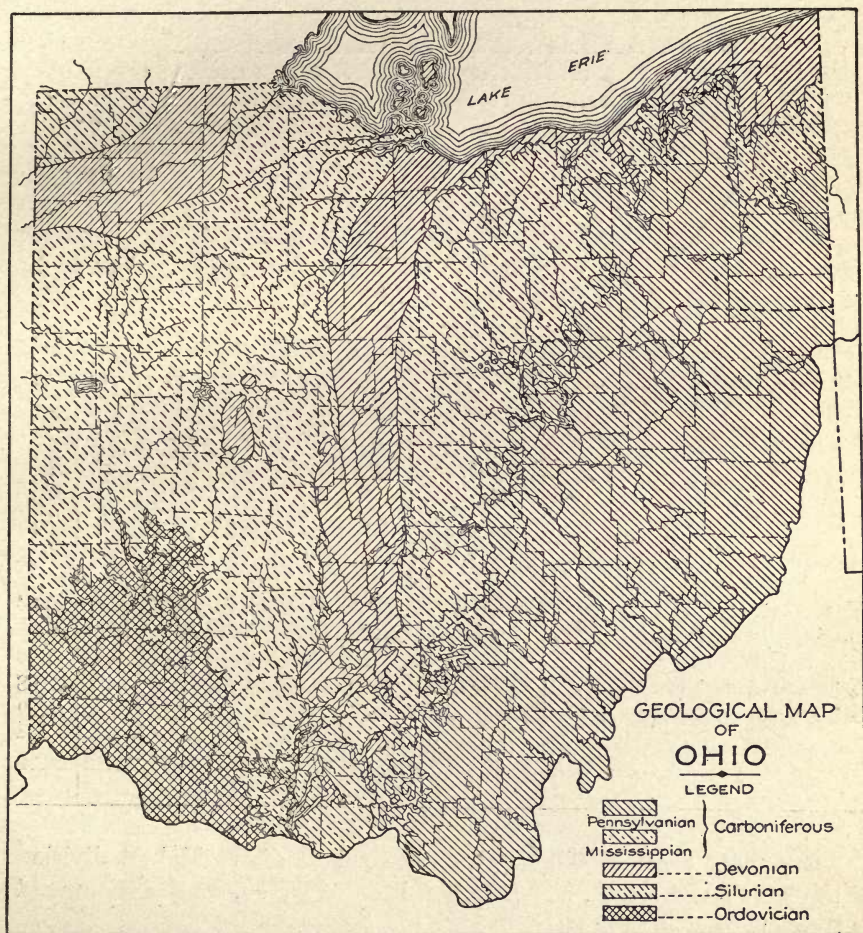 LAKE ERIE
GEOLOGICAL MAP
OF
OHIO
LEGEND
Pennsylvanian
Mississippian
Carboniferous
Devonian
Silurian
Ordovician